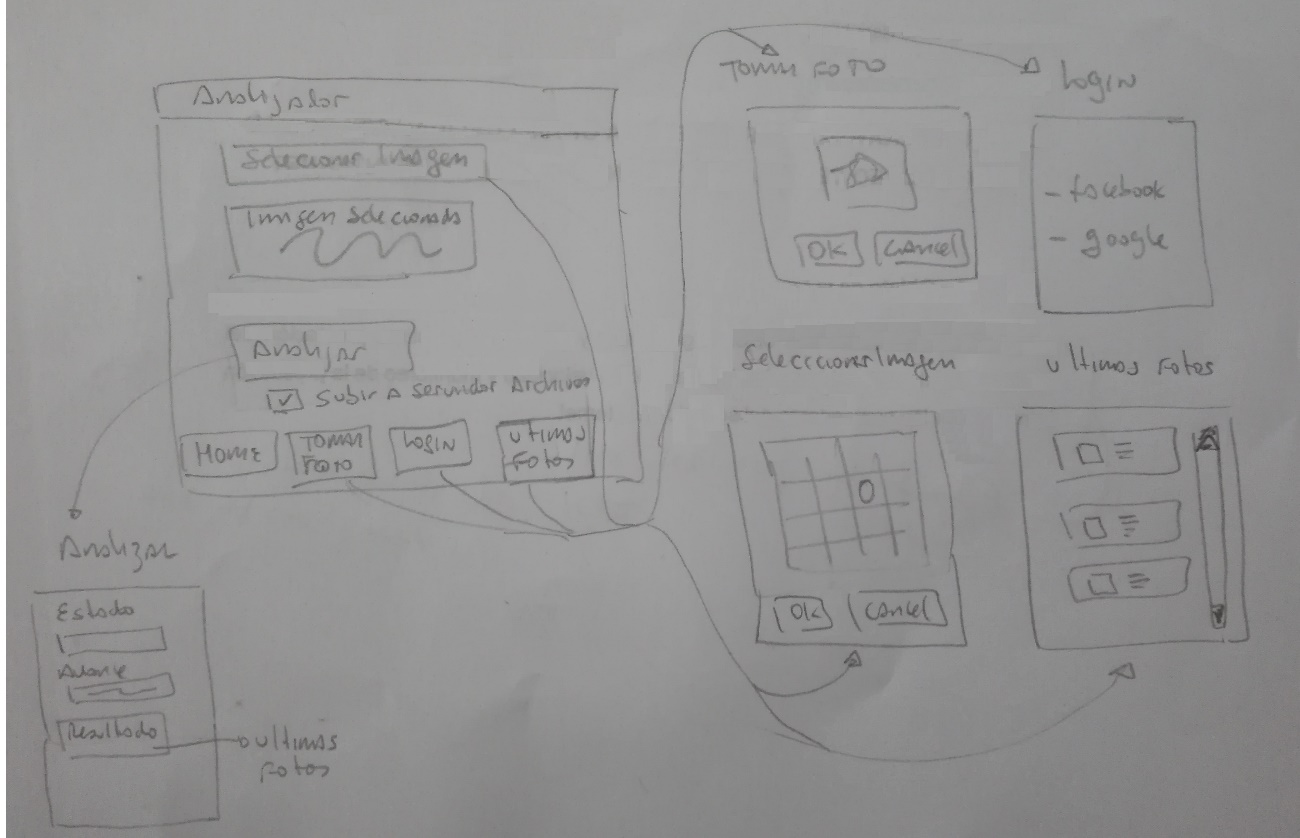 Analizador
Seleccionar Imagen
Imagen Seleccionada
Analizar
Subir A Servidor Archivos
Home
Tomar
Foto
Login
Utimas
Fotos
Analizar
Estado
Avance
Resultado
Ultimas
Fotos
Tomar Foto
OK
Cancel
Login
- facebook
- google
Seleccionar Imagen
OK
Cancel
Ultimas Fotos